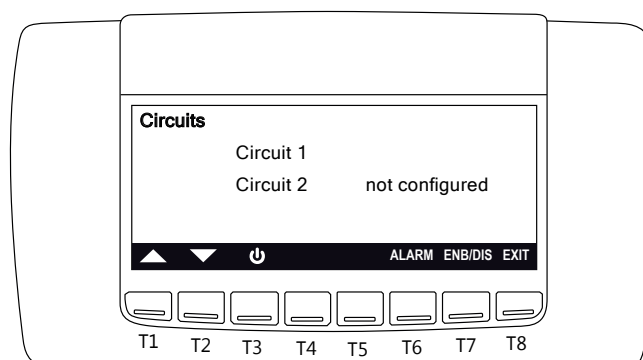 Circuits
Circuit 1
Circuit 2 not configured
ALARM ENB/DIS EXIT
T1 T2 T3 T4 T5 T6 T7 T8